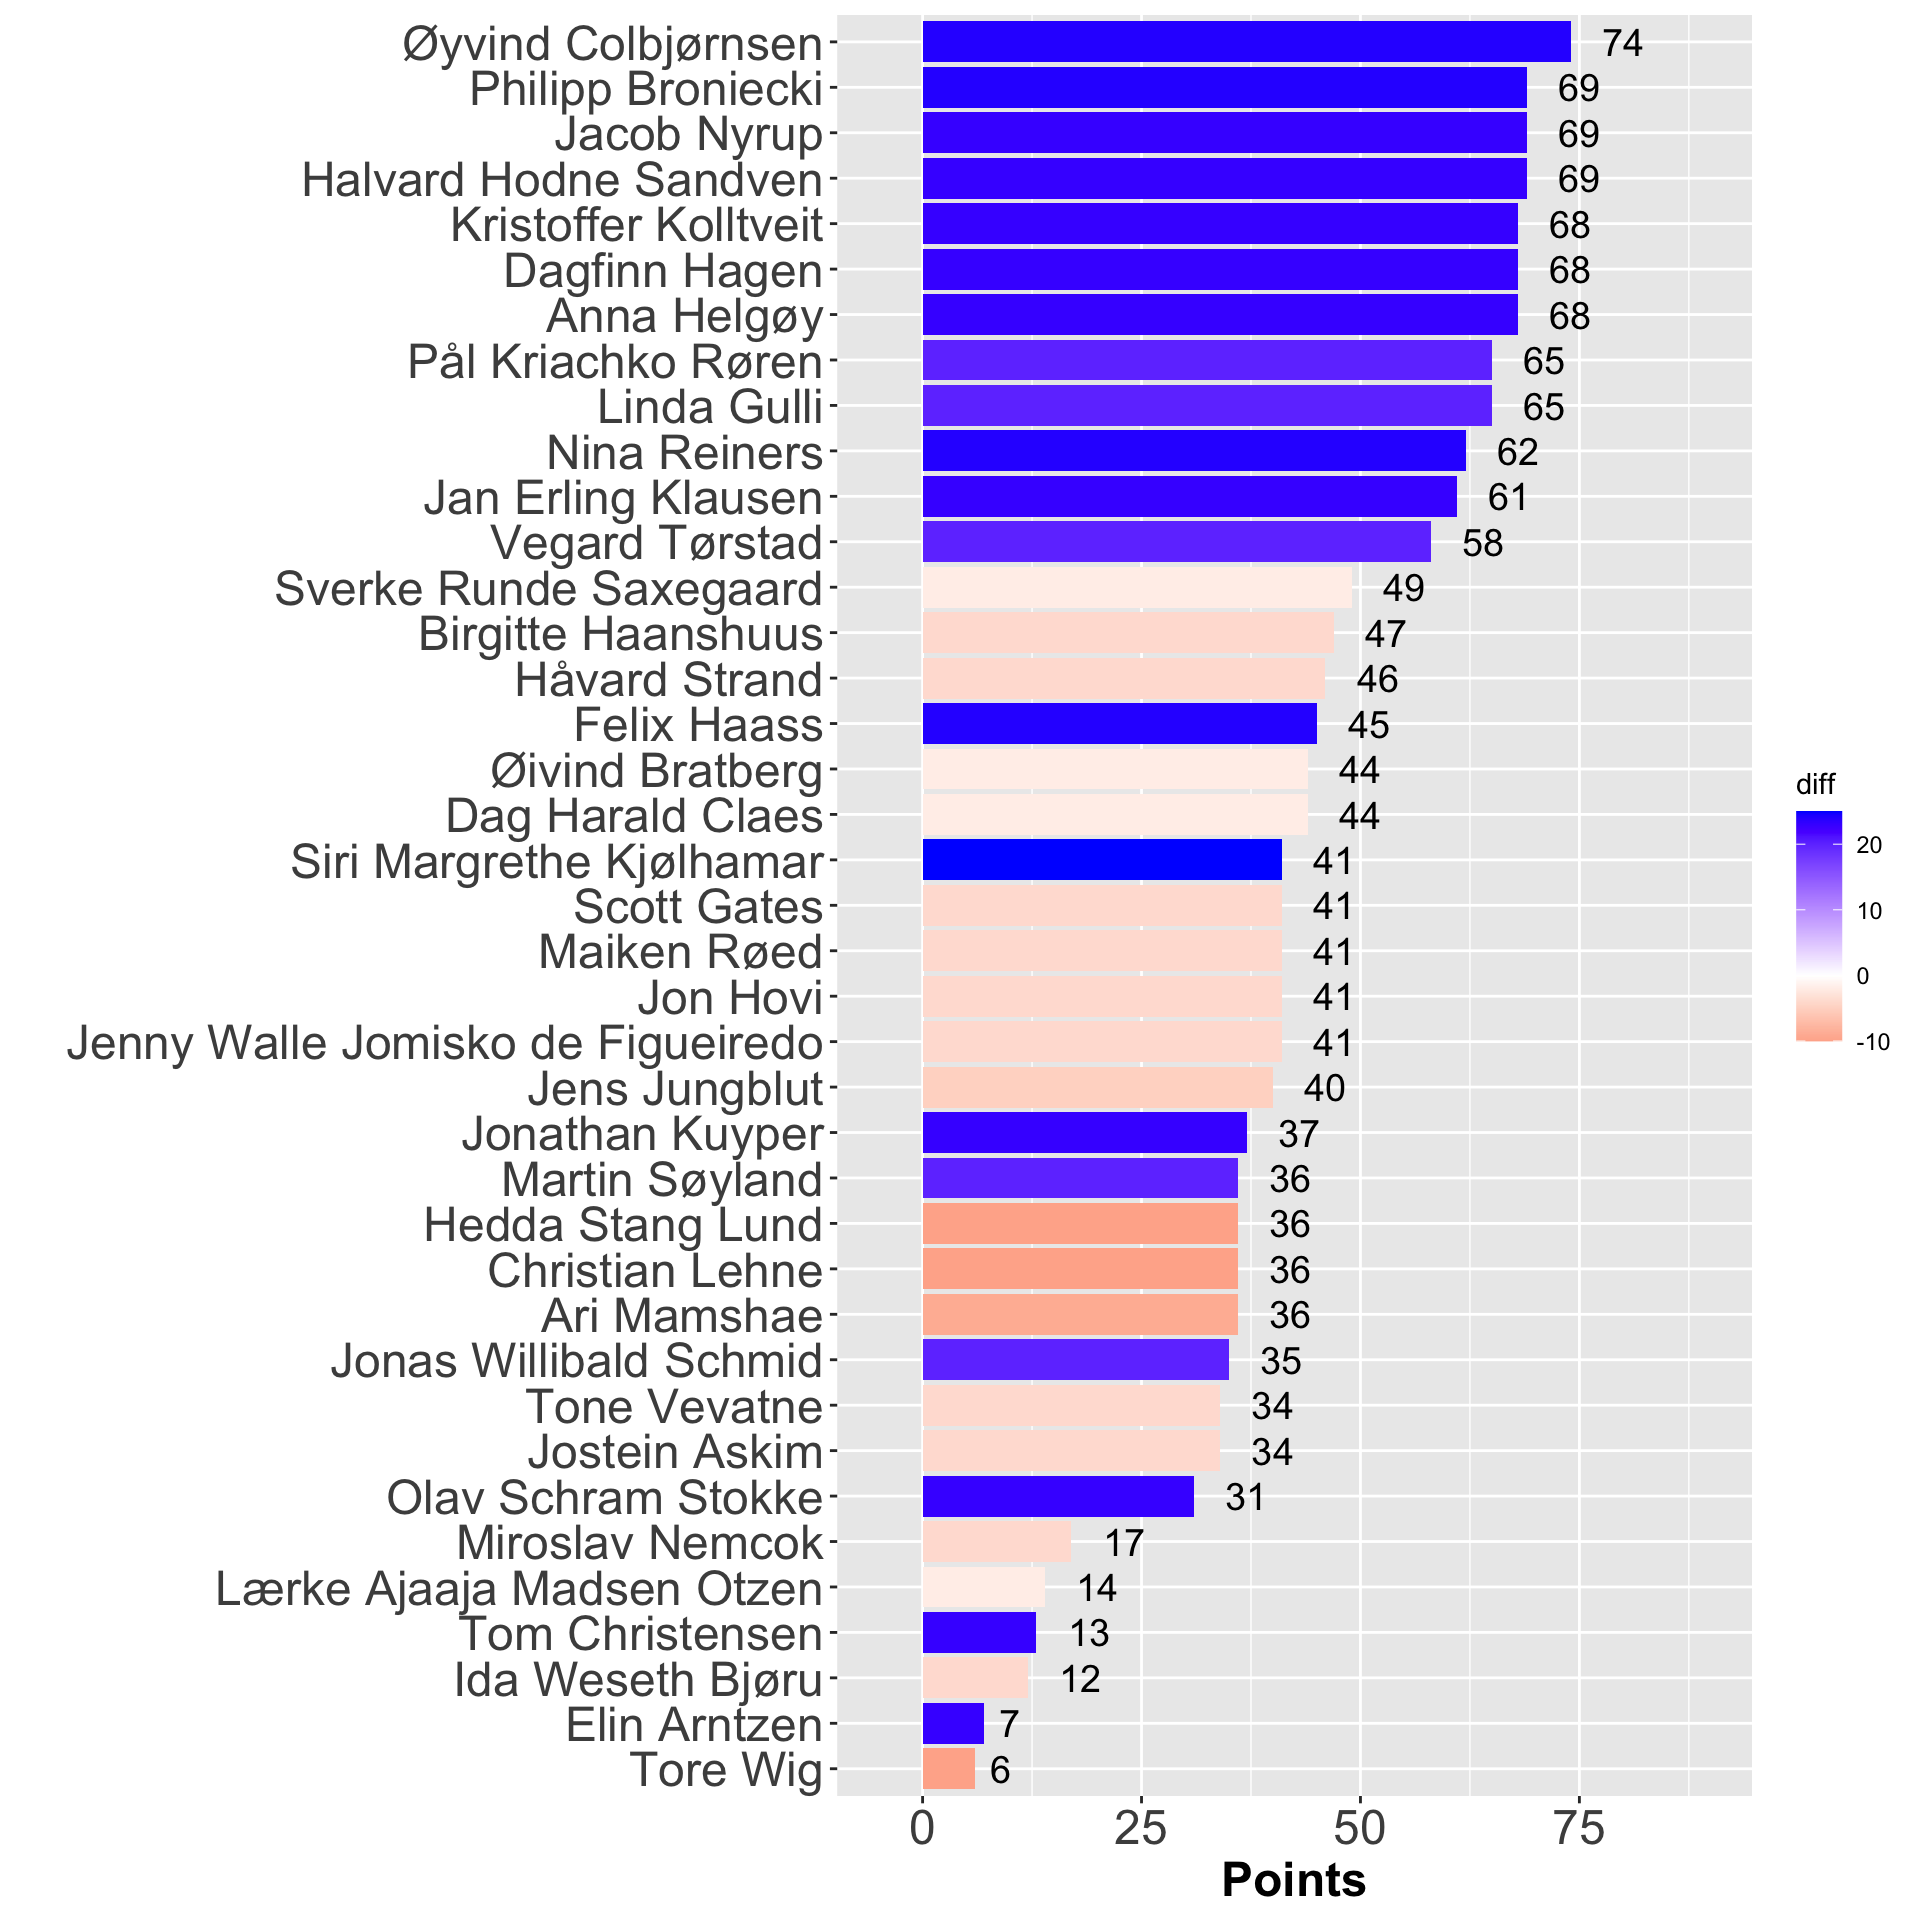 Øyvind Colbjørnsen 74
Philipp Broniecki 69
Jacob Nyrup 69
Halvard Hodne Sandven 69
Kristoffer Kolltveit 68
Dagfinn Hagen 68
Anna Helgøy 68
Pål Kriachko Røren 65
Linda Gulli 65
Nina Reiners 62
Jan Erling Klausen 61
Vegard Tørstad 58
Sverke Runde Saxegaard 49
Birgitte Haanshuus 47
Håvard Strand 46
Felix Haass 45
Øivind Bratberg 44
Dag Harald Claes 44
Siri Margrethe Kjølhamar 41
Scott Gates 41
Maiken Røed 41
Jon Hovi 41
Jenny Walle Jomisko de Figueiredo 41
Jens Jungblut 40
Jonathan Kuyper 37
Martin Søyland 36
Hedda Stang Lund 36
Christian Lehne 36
Ari Mamshae 36
Jonas Willibald Schmid 35
Tone Vevatne 34
Jostein Askim 34
Olav Schram Stokke 31
Miroslav Nemcok 17
Lærke Ajaaja Madsen Otzen 14
Tom Christensen 13
Ida Weseth Bjøru 12
Elin Arntzen 7
Tore Wig 6
0 25 50 75
Points
diff
20
10
0
-10